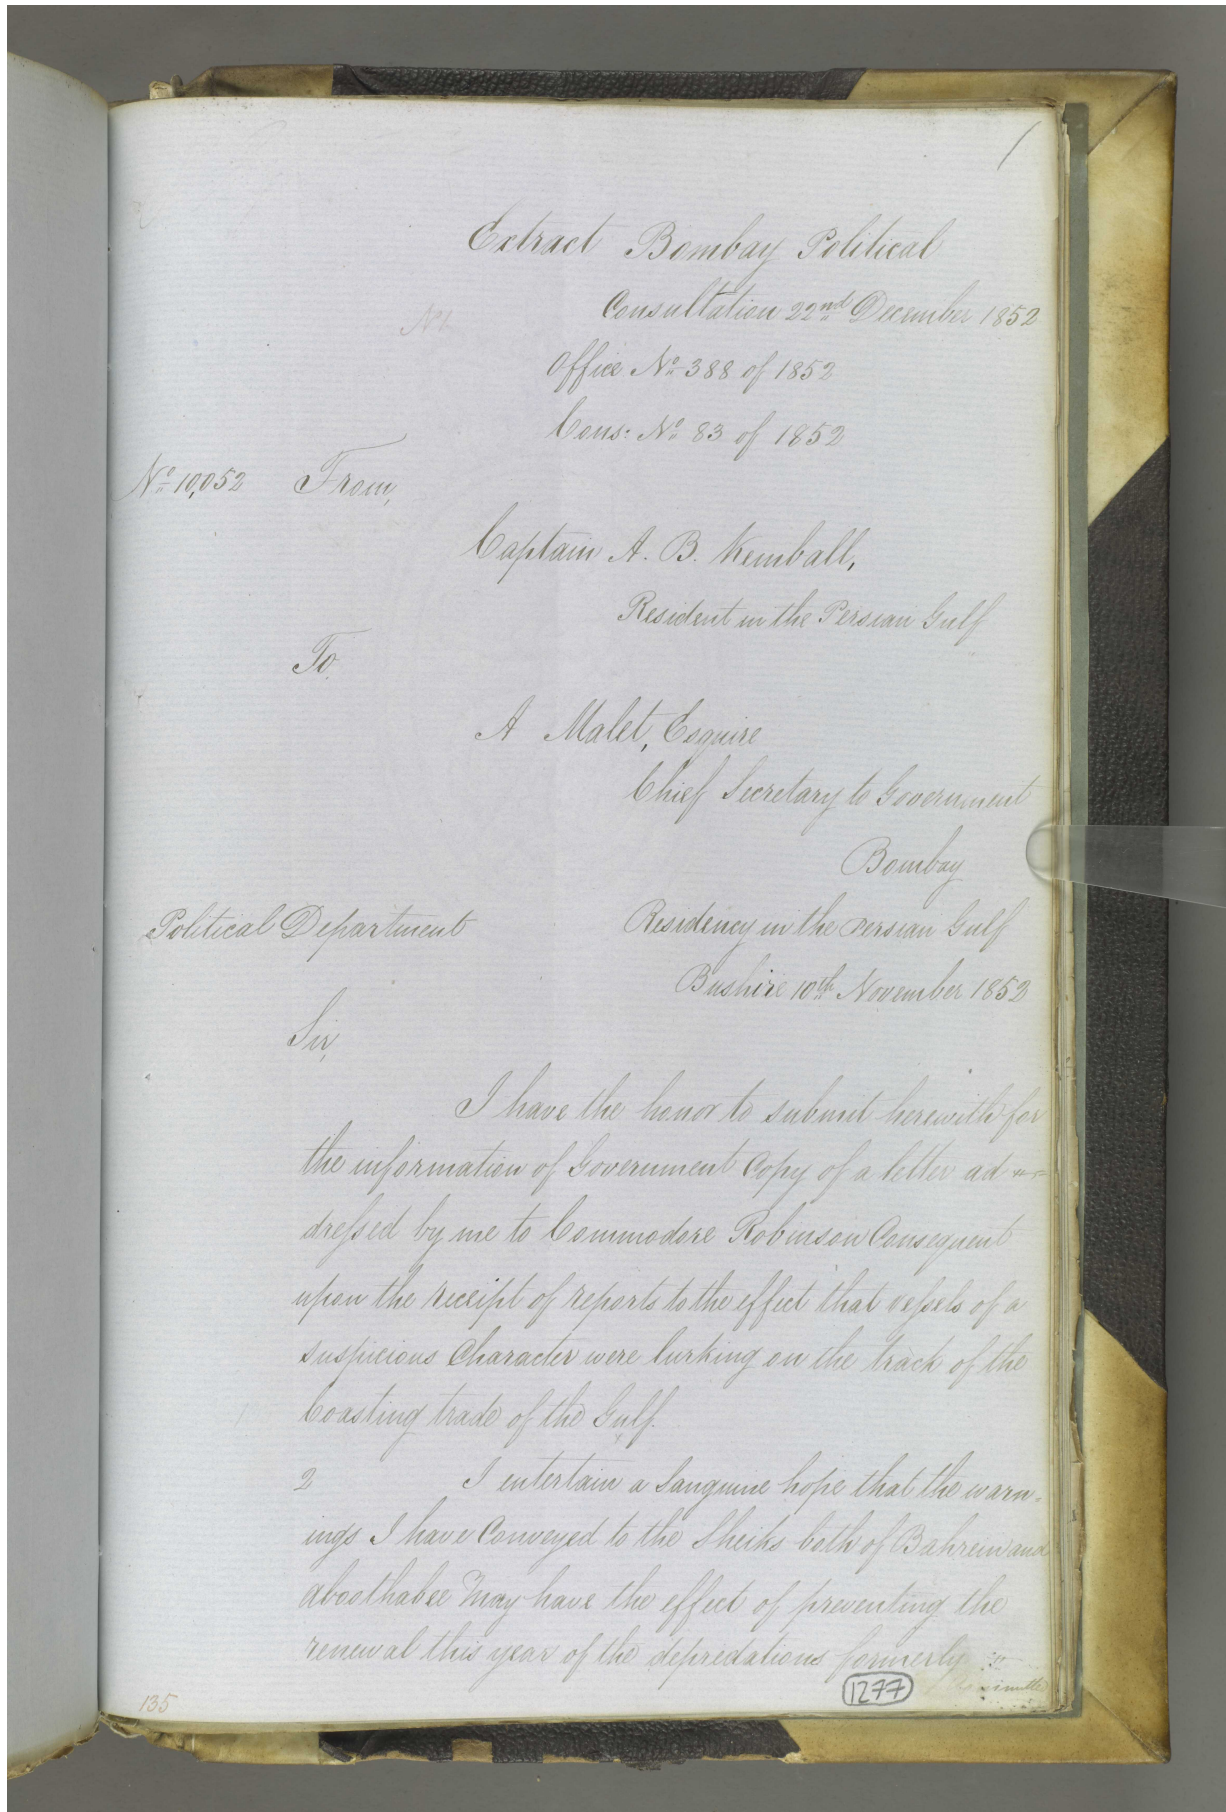 1
Extract Bombay Political
Consultation 22nd December 1852
No 1
Office No 388 of 1852
Cons: No 83 of 1852
No 10,052 From,
Captain A. B. Kemball,
Resident in the Persian Gulf
To,
A Malet, Esquire
Chief Secretary to Government
Bombay
Political Department Residency in the Persian Gulf
Bushire 10th November 1852
Sir,
I have the honor to submit herewith for
the information of Government Copy of a letter ad=
dressed by me to Commodore Robinson Consequent
upon the receipt of reports to the effect that vessels of a
suspicious Character were lurking on the track of the
Coasting trade of the Gulf.
2 I entertain a Sanguine hope that the warn-
ings I have Conveyed to the Sheiks both of Bahrein and
Aboothabee may have the effect of preventing the
renewal this year of the depredations formerly
1277
135